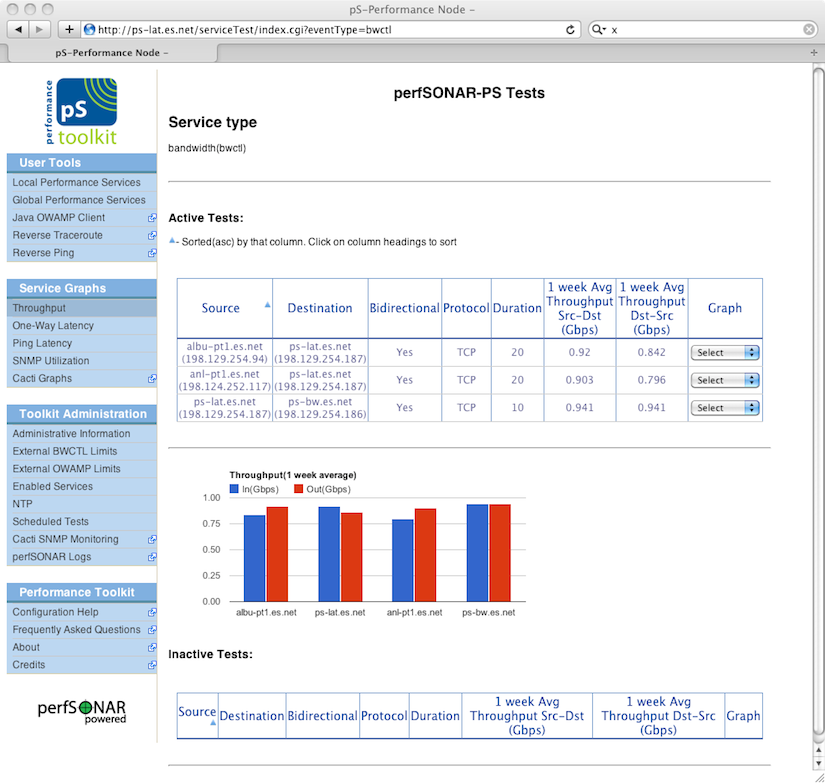 pS-Performance Node –
http://ps-lat.es.net/serviceTest/index.cgi?eventType=bwctl
x
pS-Performance Node –
performance
pS
toolkit
User Tools
Local Performance Services
Global Performance Services
Java OWAMP Client
Reverse Traceroute
Reverse Ping
Service Graphs
Throughput
One-Way Latency
Ping Latency
SNMP Utilization
Cacti Graphs
Toolkit Administration
Administrative Information
External BWCTL Limits
External OWAMP Limits
Enabled Services
NTP
Scheduled Tests
Cacti SNMP Monitoring
perfSONAR Logs
Performance Toolkit
Configuration Help
Frequently Asked Questions
About
Credits
perfSONAR
powered
perfSONAR-PS Tests
Service type
bandwidth(bwctl)
Active Tests:
- Sorted(asc) by that column. Click on column headings to sort
Source Destination Bidirectional Protocol Duration 1 week Avg Throughput Src-Dst (Gbps) 1 week Avg Throughput Dst-Src (Gbps) Graph
albu-pt1.es.net (198.129.254.94) ps-lat.es.net (198.129.254.187) Yes TCP 20 0.92 0.842 Select
anl-pt1.es.net (198.124.252.117) ps-lat.es.net (198.129.254.187) Yes TCP 20 0.903 0.796 Select
ps-lat.es.net (198.129.254.187) ps-bw.es.net (198.129.254.186) Yes TCP 10 0.941 0.941 Select
Throughput(1 week average)
In(Gbps) Out(Gbps)
1.00
0.75
0.50
0.25
0.00
albu-pt1.es.net ps-lat.es.net anl-pt1.es.net ps-bw.es.net
Inactive Tests:
Source Destination Bidirectional Protocol Duration 1 week Avg Throughput Src-Dst (Gbps) 1 week Avg Throughput Dst-Src (Gbps) Graph